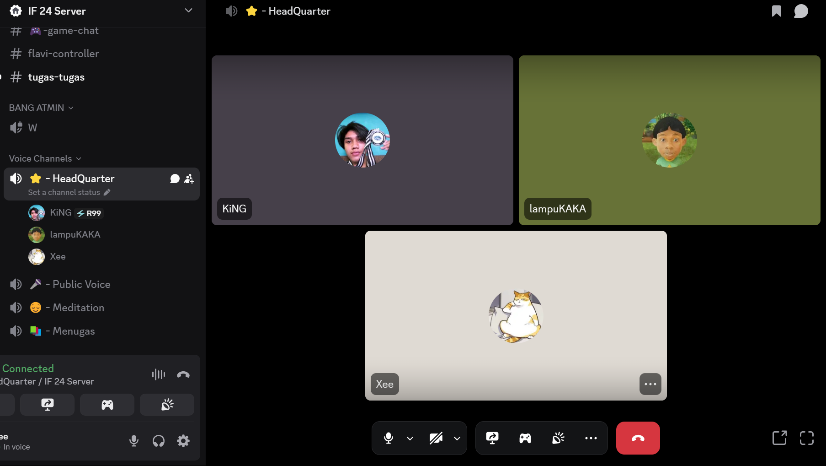 IF 24 Server
-game-chat
flavi-controller
tugas-tugas
BANG ATMIN
W
Voice Channels
- HeadQuarter
Set a channel status
KiNG R99
lampuKAKA
Xee
- Public Voice
- Meditation
- Menugas
Connected
dQuarter / IF 24 Server
ee
in voice
- HeadQuarter
KiNG
lampuKAKA
Xee